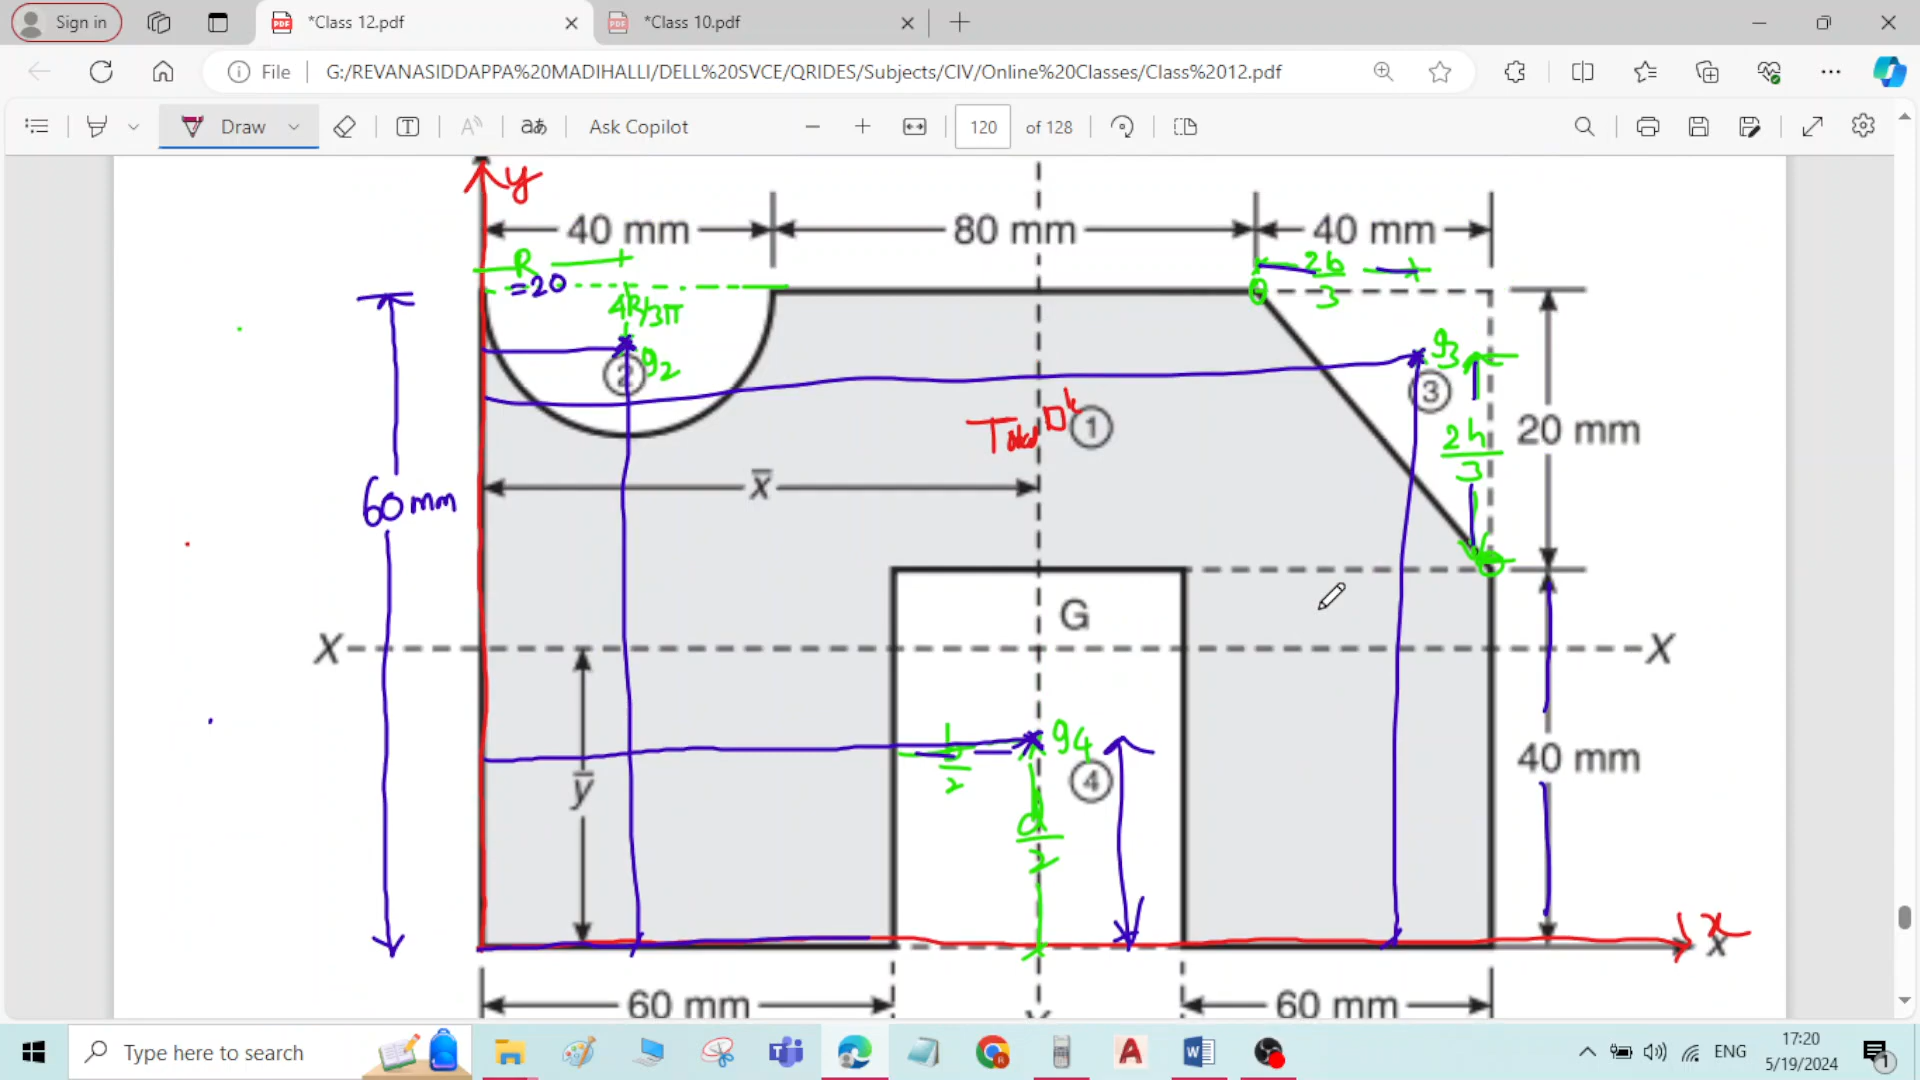 Sign in
*Class 12.pdf
*Class 10.pdf
File
G:/REVANASIDDAPPA%20MADIHALLI/DELL%20SVCE/QRIDES/Subjects/CIV/Online%20Classes/Class%2012.pdf
Draw
Ask Copilot
120 of 128
y
40 mm
80 mm
40 mm
R
=20
2b/3
4R/3π
g2
2
g3
3
Total
1
20 mm
2h/3
x̄
60mm
G
X
X
b/2
g4
4
40 mm
ȳ
d/2
x
x
60 mm
60 mm
Type here to search
ENG
17:20
5/19/2024
1